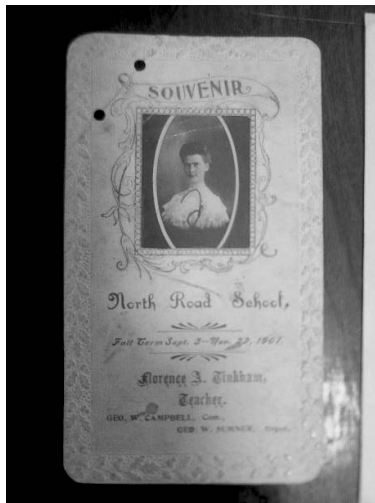 SOUVENIR
North Road School,
Fall Term Sept. 3-Nov. 22, 1907.
Florence A. Tinkham,
Teacher.
GEO. W. CAMPBELL, Com.,
GEO. W. SUMNER, Supt.